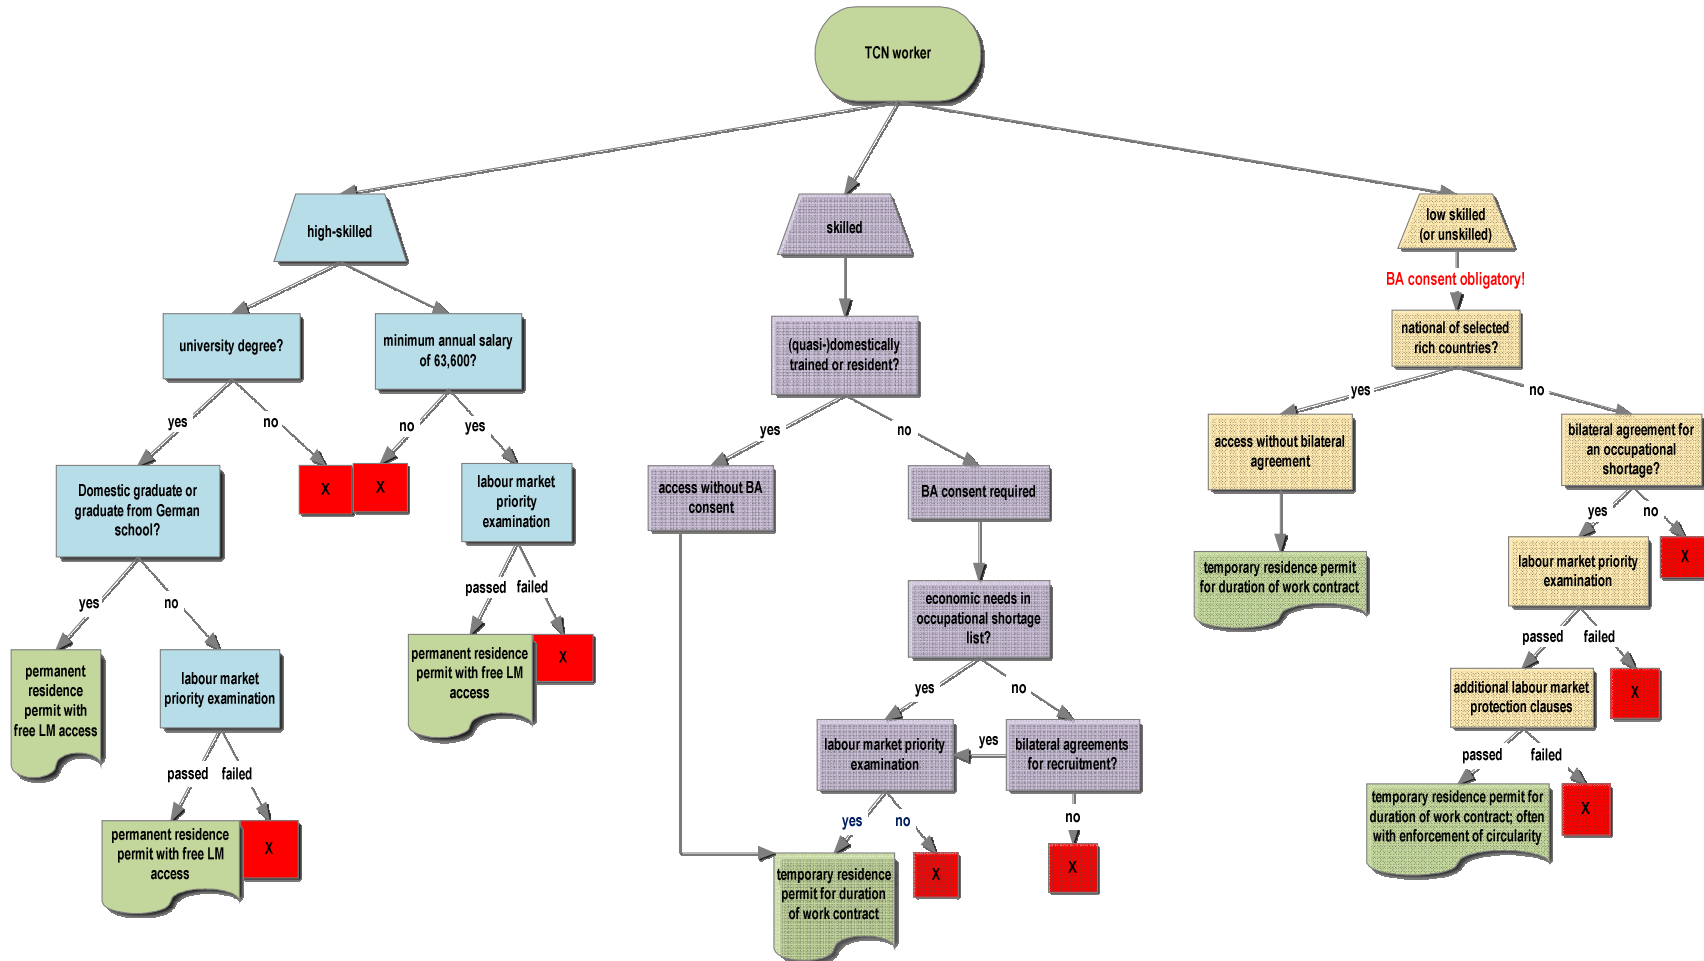 TCN worker
high-skilled
skilled
low skilled
(or unskilled)
BA consent obligatory!
university degree?
minimum annual salary
of 63,600?
(quasi-)domestically
trained or resident?
national of selected
rich countries?
yes
no
no
yes
yes
no
yes
no
Domestic graduate or
graduate from German
school?
X
X
labour market
priority
examination
access without BA
consent
BA consent required
access without bilateral
agreement
bilateral agreement for
an occupational
shortage?
yes
no
yes
no
passed
failed
economic needs in
occupational shortage
list?
temporary residence permit
for duration of work contract
labour market priority
examination
X
passed
failed
permanent
residence
permit with
free LM access
labour market
priority examination
permanent residence
permit with free LM
access
X
yes
no
additional labour market
protection clauses
X
passed
failed
labour market priority
examination
yes
bilateral agreements
for recruitment?
passed
failed
permanent residence
permit with free LM
access
X
yes
no
no
temporary residence permit for
duration of work contract; often
with enforcement of circularity
X
temporary residence
permit for duration
of work contract
X
X